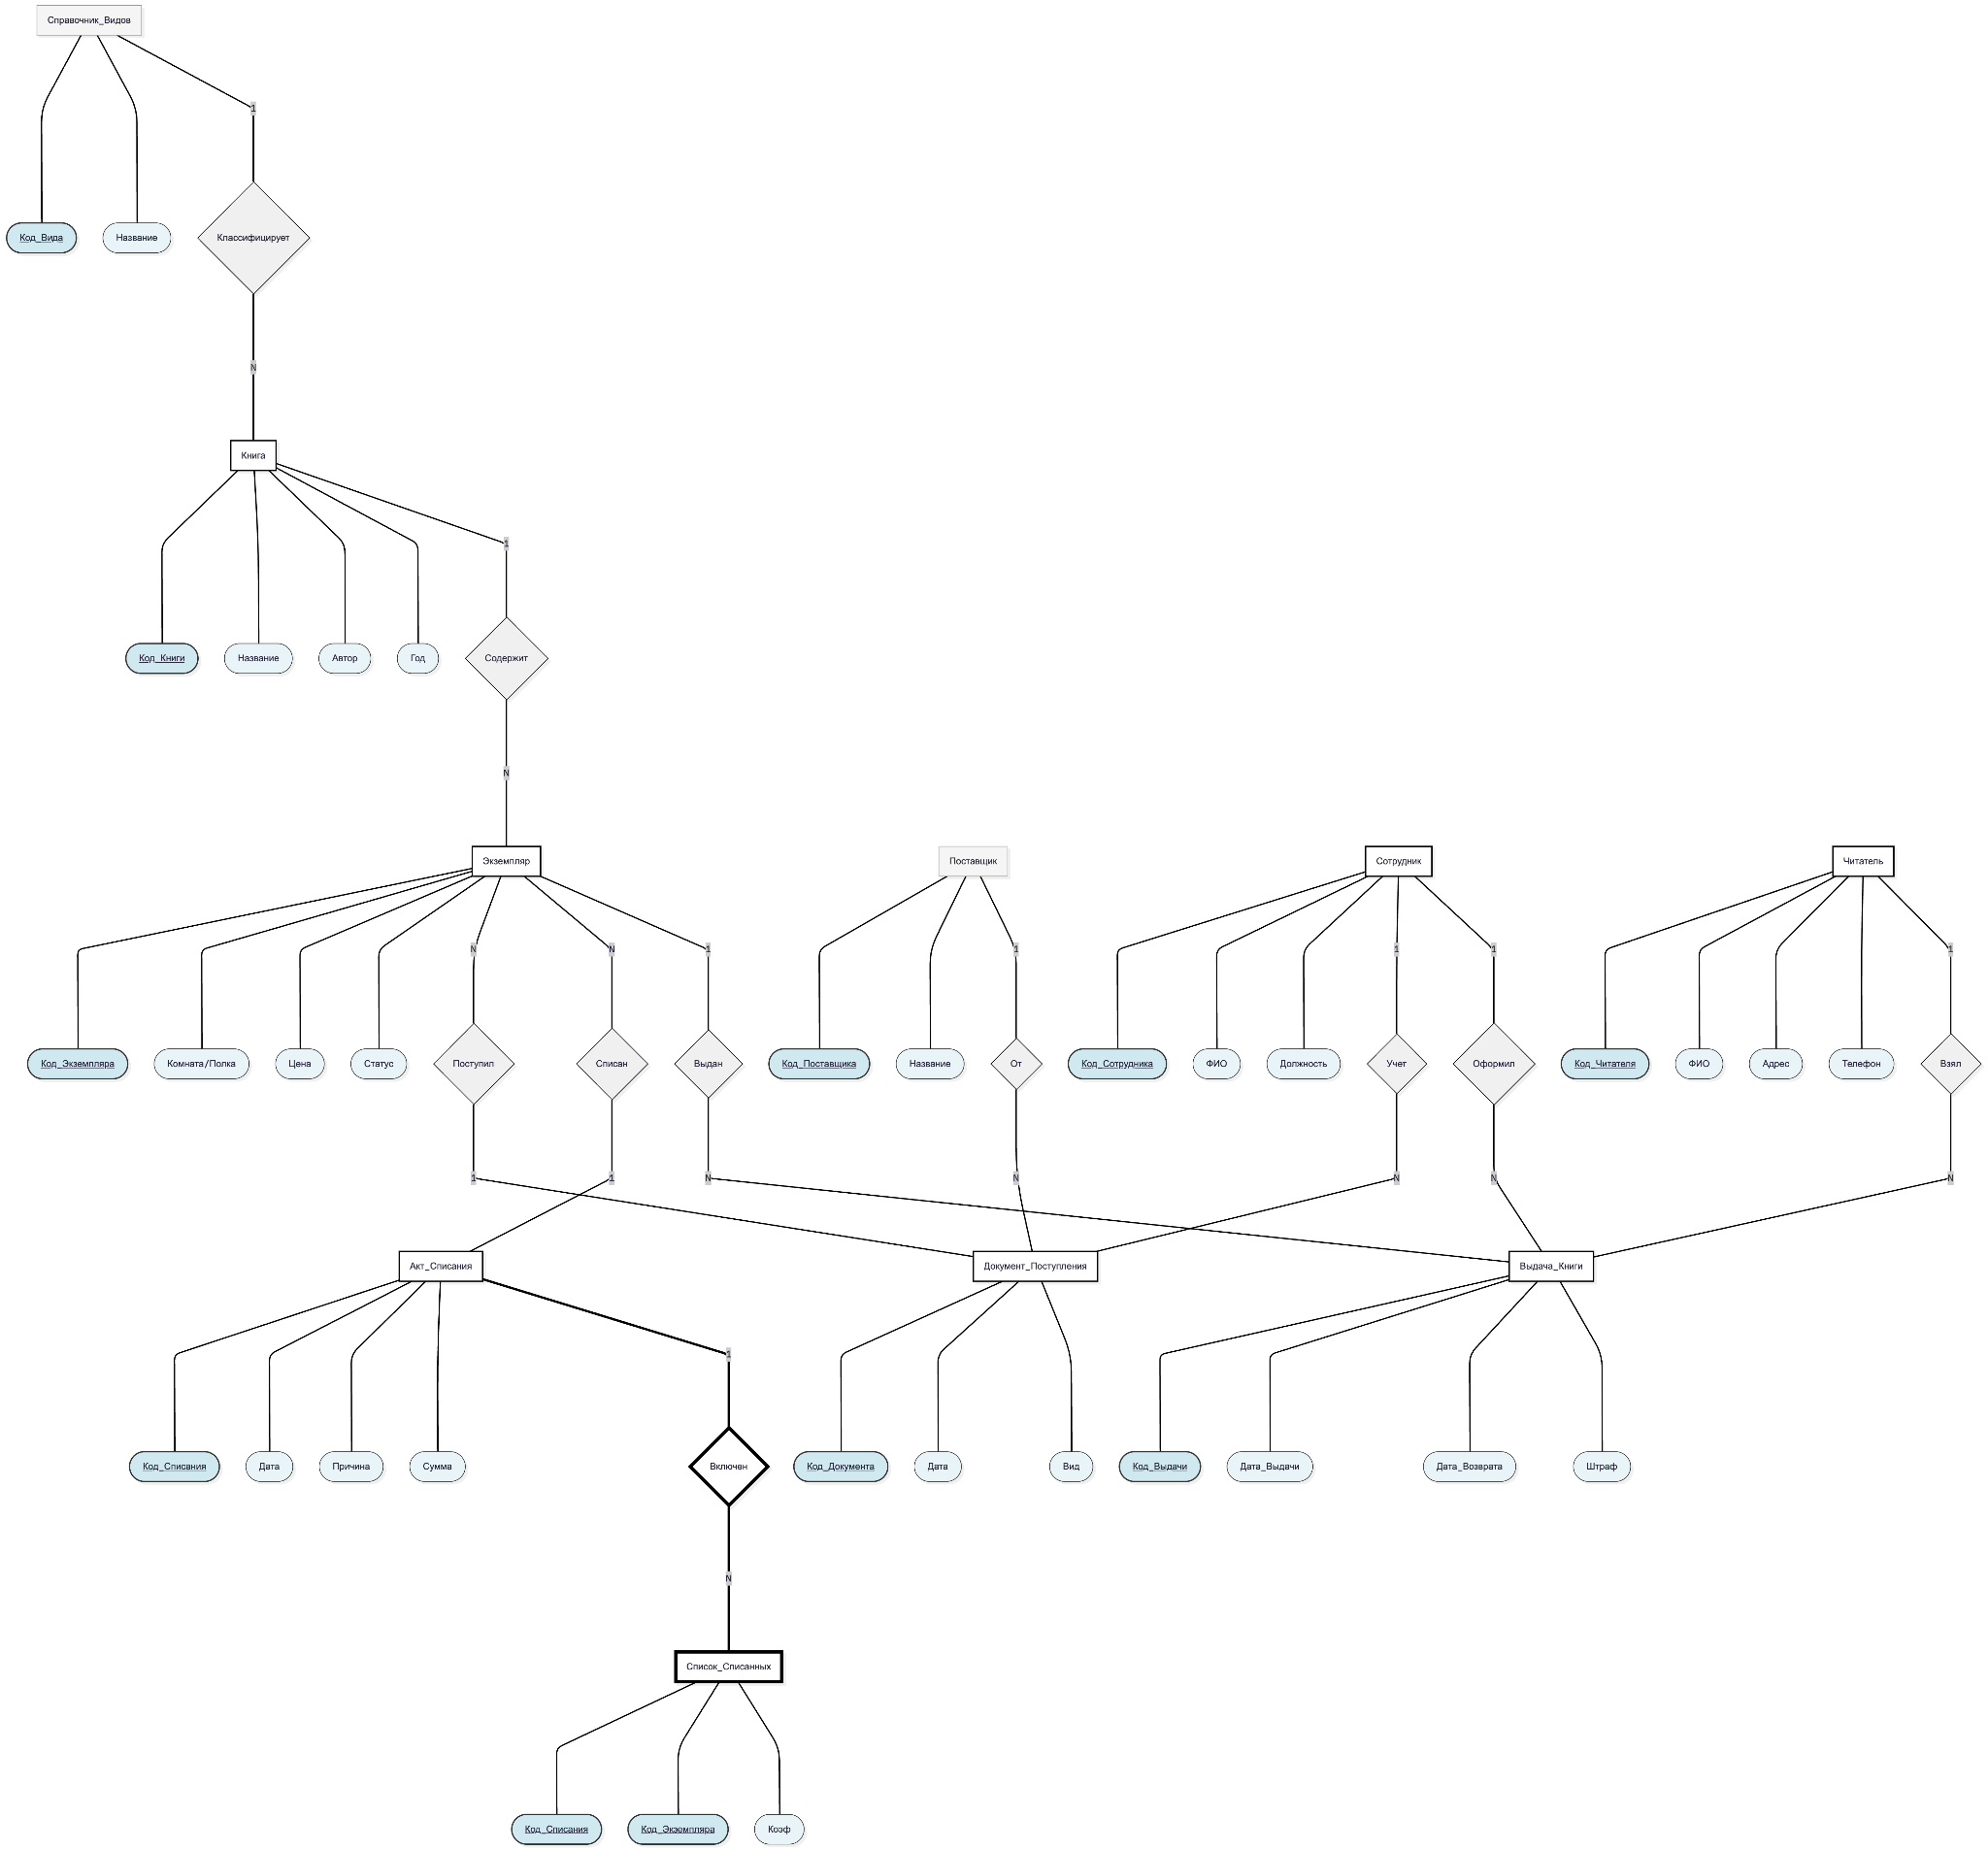 Справочник_Видов
1
Код_Вида
Название
Классифицирует
N
Книга
1
Код_Книги
Название
Автор
Год
Содержит
N
Экземпляр
Поставщик
Сотрудник
Читатель
N
N
1
1
1
1
1
Код_Экземпляра
Комната/Полка
Цена
Статус
Поступил
Списан
Выдан
Код_Поставщика
Название
От
Код_Сотрудника
ФИО
Должность
Учет
Оформил
Код_Читателя
ФИО
Адрес
Телефон
Взял
1
1
N
N
N
N
N
Акт_Списания
Документ_Поступления
Выдача_Книги
1
Код_Списания
Дата
Причина
Сумма
Включен
Код_Документа
Дата
Вид
Код_Выдачи
Дата_Выдачи
Дата_Возврата
Штраф
N
Список_Списанных
Код_Списания
Код_Экземпляра
Коэф